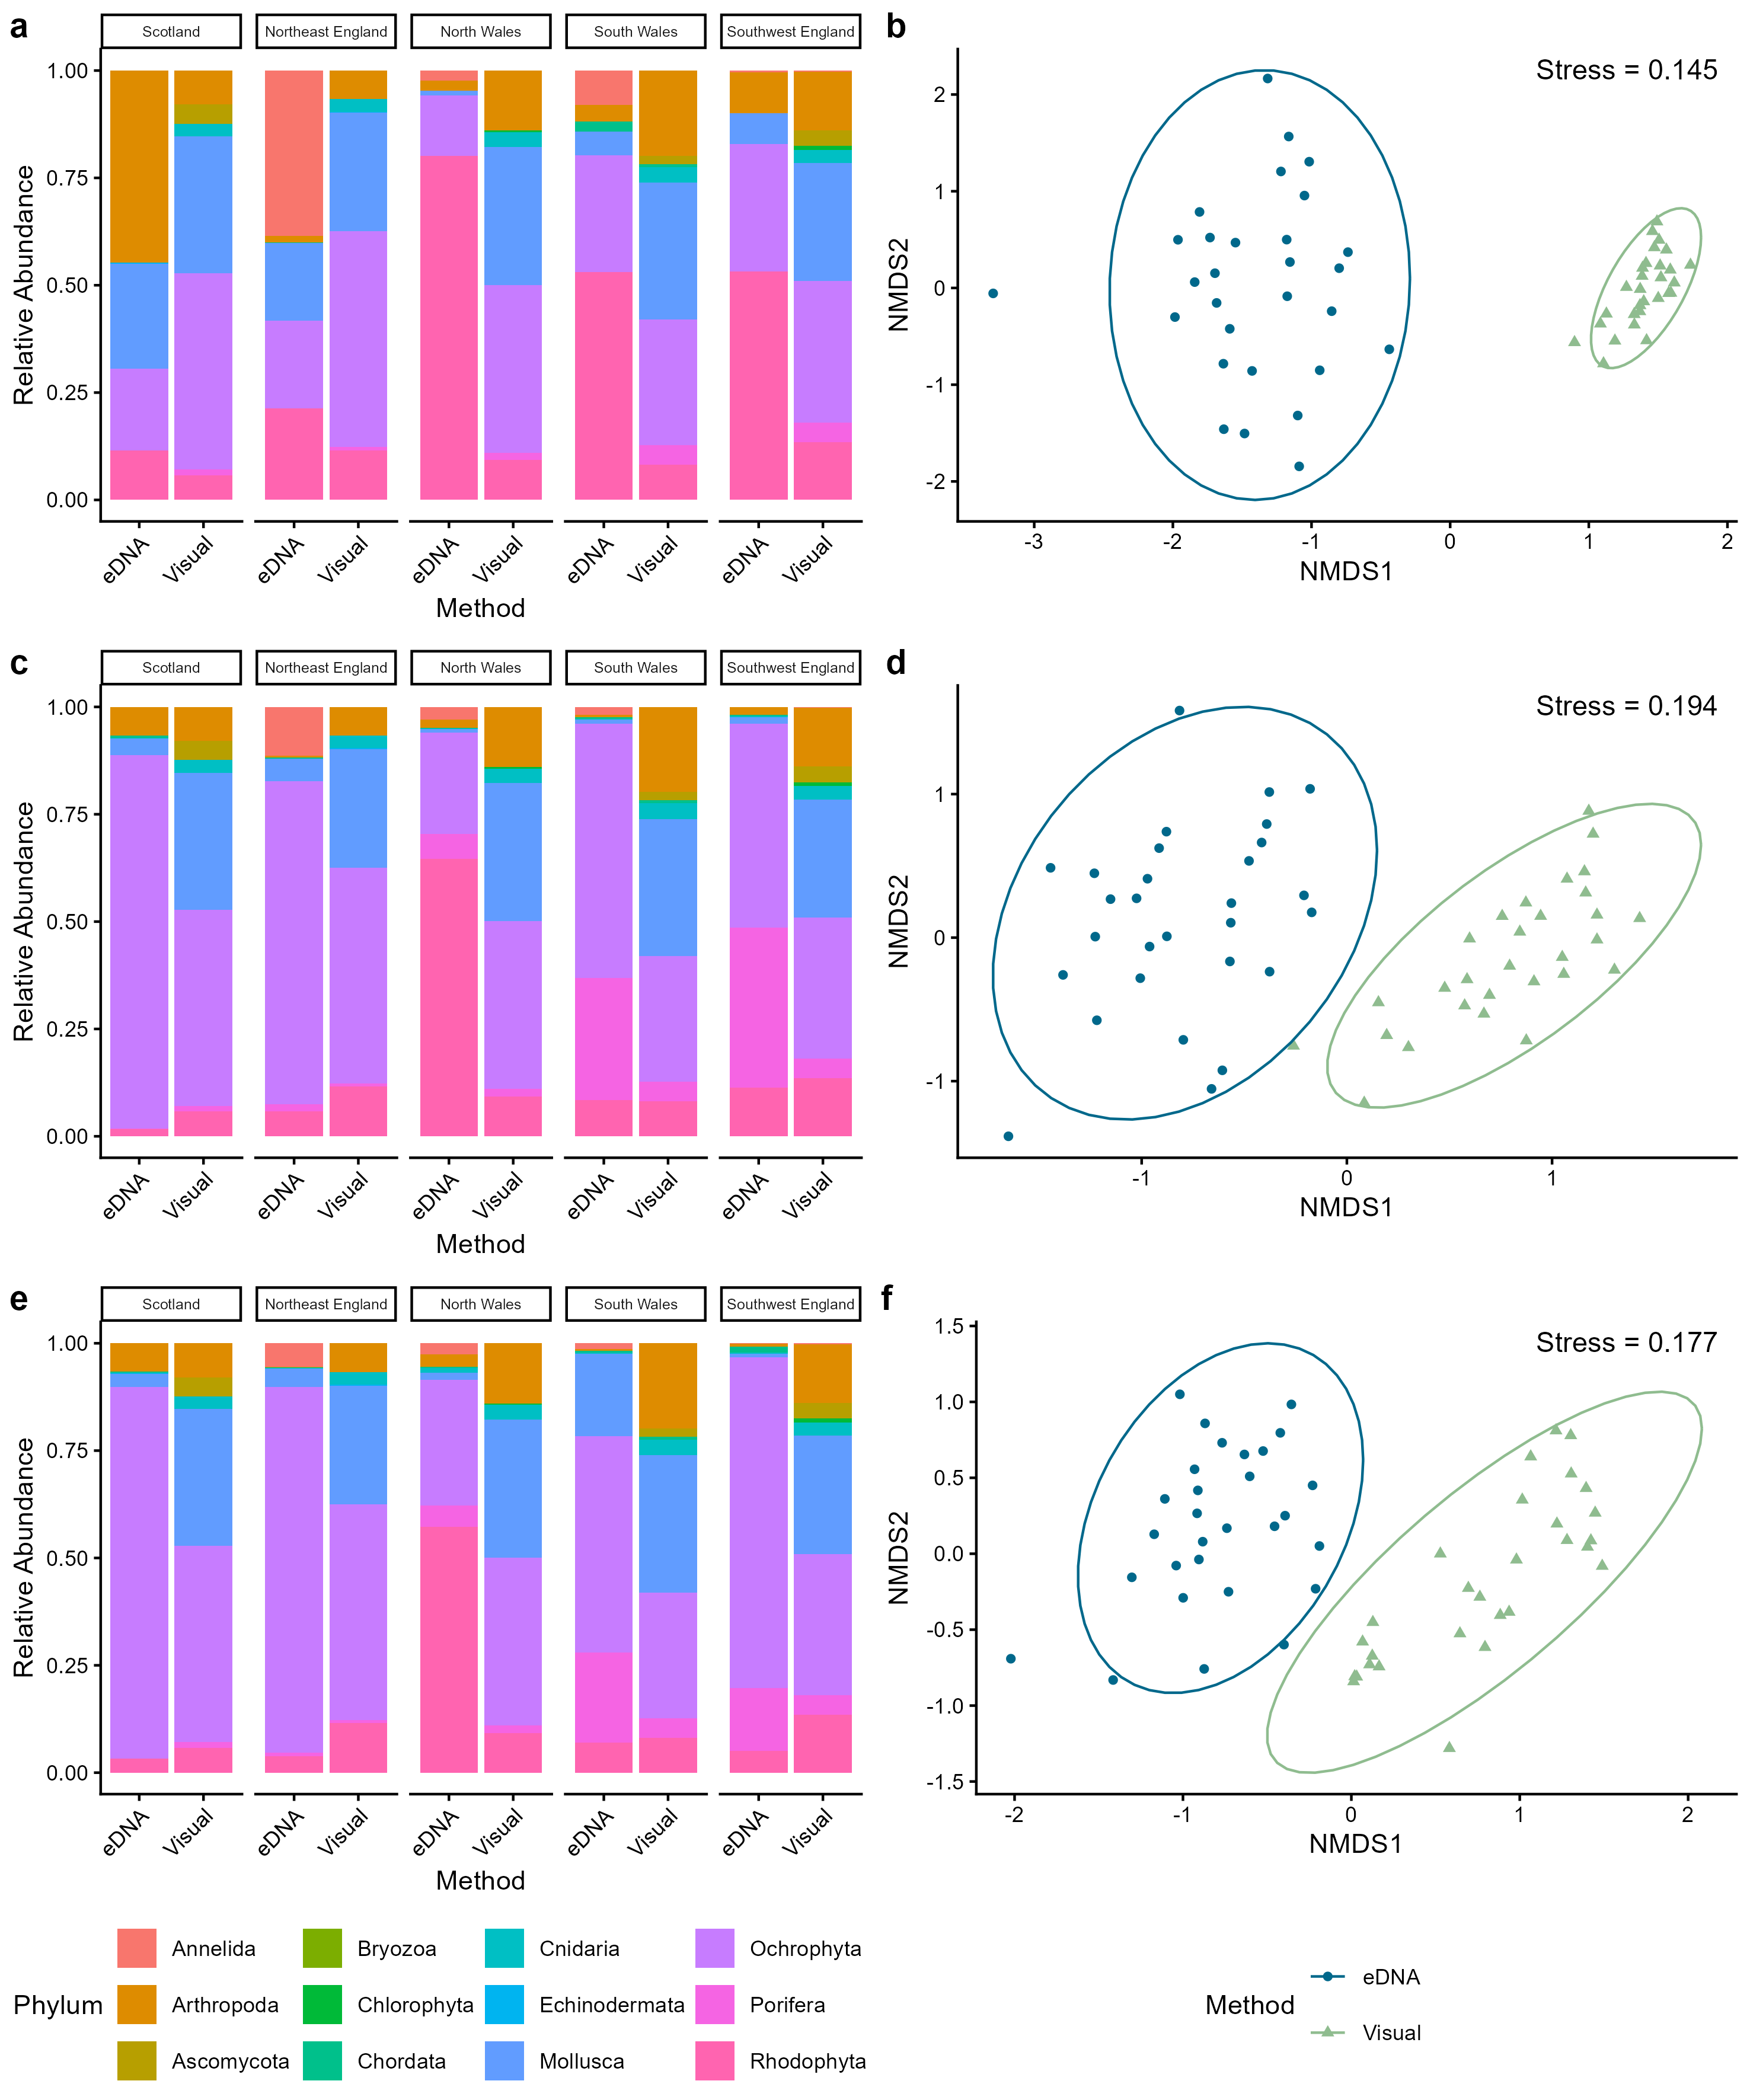 a
Scotland Northeast England North Wales South Wales Southwest England
1.00
0.75
0.50
0.25
0.00
Relative Abundance
eDNA Visual eDNA Visual eDNA Visual eDNA Visual eDNA Visual
Method
b
Stress = 0.145
2
1
0
-1
-2
NMDS2
-3 -2 -1 0 1 2
NMDS1
c
Scotland Northeast England North Wales South Wales Southwest England
1.00
0.75
0.50
0.25
0.00
Relative Abundance
eDNA Visual eDNA Visual eDNA Visual eDNA Visual eDNA Visual
Method
d
Stress = 0.194
1
0
-1
NMDS2
-1 0 1
NMDS1
e
Scotland Northeast England North Wales South Wales Southwest England
1.00
0.75
0.50
0.25
0.00
Relative Abundance
eDNA Visual eDNA Visual eDNA Visual eDNA Visual eDNA Visual
Method
f
Stress = 0.177
1.5
1.0
0.5
0.0
-0.5
-1.0
-1.5
NMDS2
-2 -1 0 1 2
NMDS1
Phylum
Annelida Bryozoa Cnidaria Ochrophyta
Arthropoda Chlorophyta Echinodermata Porifera
Ascomycota Chordata Mollusca Rhodophyta
Method
eDNA
Visual